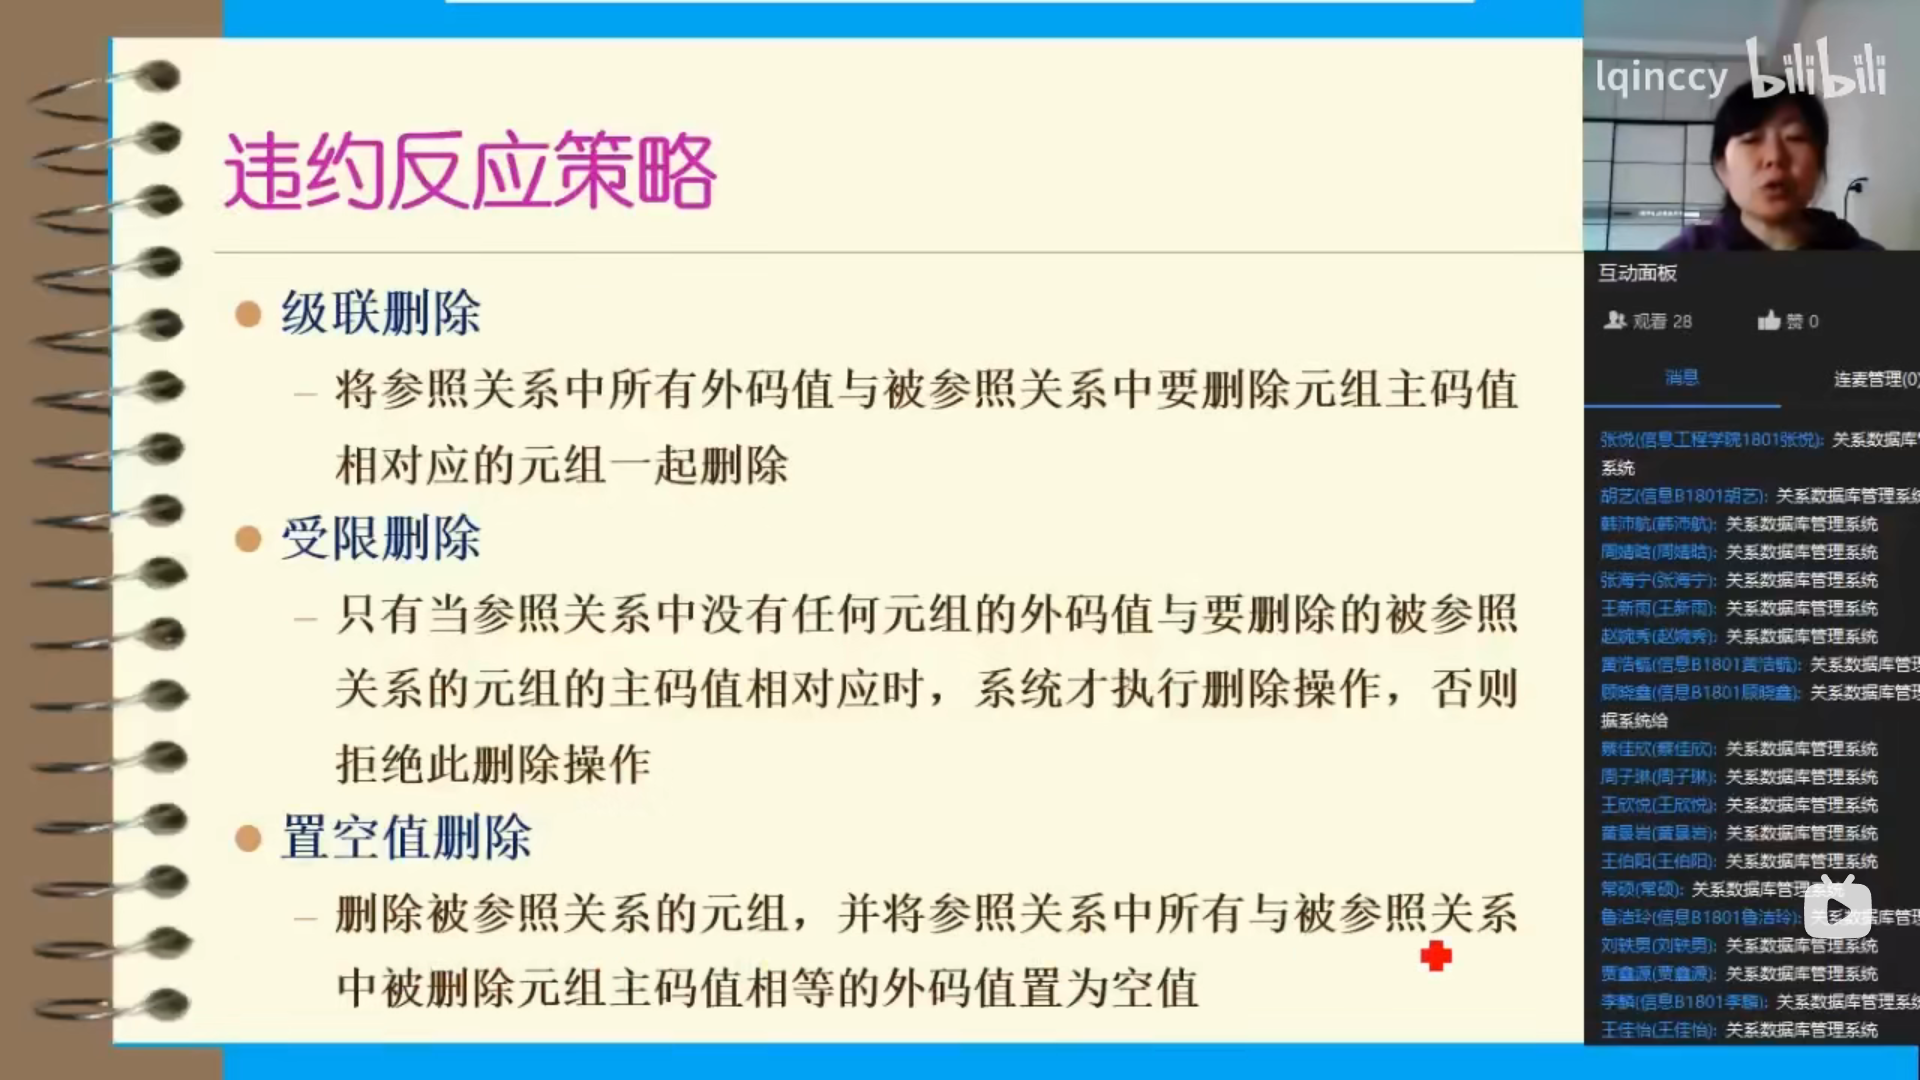 违约反应策略
级联删除
– 将参照关系中所有外码值与被参照关系中要删除元组主码值
相对应的元组一起删除
受限删除
– 只有当参照关系中没有任何元组的外码值与要删除的被参照
关系的元组的主码值相对应时，系统才执行删除操作，否则
拒绝此删除操作
置空值删除
– 删除被参照关系的元组，并将参照关系中所有与被参照关系
中被删除元组主码值相等的外码值置为空值
lqinccy bilibili
互动面板
观看 28 赞 0
消息 连麦管理(0)
张悦(信息工程学院1801张悦): 关系数据库
系统
胡艺(信息B1801胡艺): 关系数据库管理系统
韩沛航(韩沛航): 关系数据库管理系统
周婧晗(周婧晗): 关系数据库管理系统
张海宁(张海宁): 关系数据库管理系统
王新雨(王新雨): 关系数据库管理系统
赵婉秀(赵婉秀): 关系数据库管理系统
黄浩毓(信息B1801黄浩毓): 关系数据库管理
顾晓鑫(信息B1801顾晓鑫): 关系数据库管理
据系统给
蔡佳欣(蔡佳欣): 关系数据库管理系统
周子琳(周子琳): 关系数据库管理系统
王欣悦(王欣悦): 关系数据库管理系统
关系数据库管理系统
王伯阳(王伯阳): 关系数据库管理系统
常硕(常硕): 关系数据库管理系统
鲁洁玲(信息B1801鲁洁玲): 关系数据库管理
刘轶男(刘轶男): 关系数据库管理系统
贾鑫源(贾鑫源): 关系数据库管理系统
李麟(信息B1801李麟): 关系数据库管理系统
王佳怡(王佳怡): 关系数据库管理系统